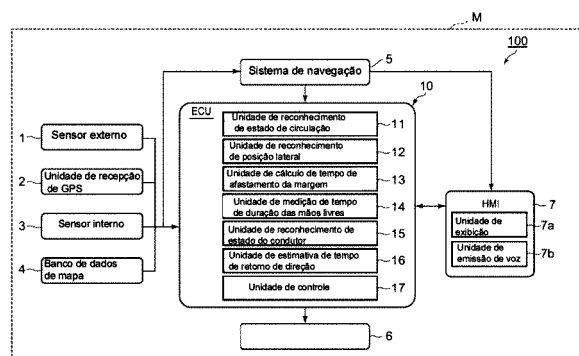 M
100
5
Sistema de navegação
10
ECU
Unidade de reconhecimento
de estado de circulação
11
1
Sensor externo
Unidade de reconhecimento
de posição lateral
12
2
Unidade de recepção
de GPS
Unidade de cálculo de tempo de
afastamento da margem
13
3
Sensor interno
Unidade de medição de tempo
de duração das mãos livres
14
HMI
7
Unidade de
exibição
7a
Unidade de reconhecimento de
estado do condutor
15
4
Banco de dados
de mapa
Unidade de estimativa de tempo
de retorno de direção
16
Unidade de
emissão de voz
7b
Unidade de controle
17
6